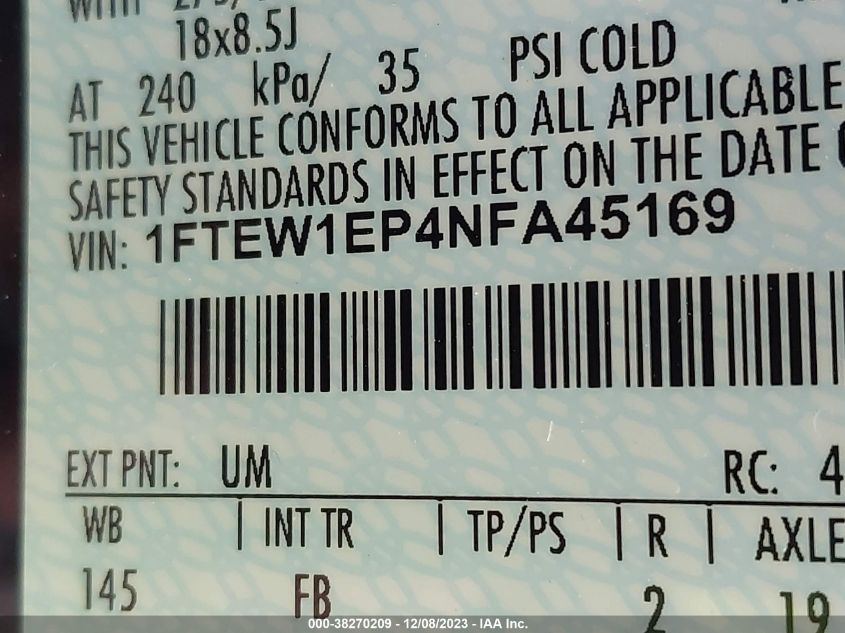 WITH 275/
18x8.5J
AT 240 kPa/ 35 PSI COLD
THIS VEHICLE CONFORMS TO ALL APPLICABLE
SAFETY STANDARDS IN EFFECT ON THE DATE
VIN: 1FTEW1EP4NFA45169
EXT PNT: UM RC: 4
WB | INT TR | TP/PS | R | AXLE
145 FB 2 19
000-38270209 - 12/08/2023 - IAA Inc.